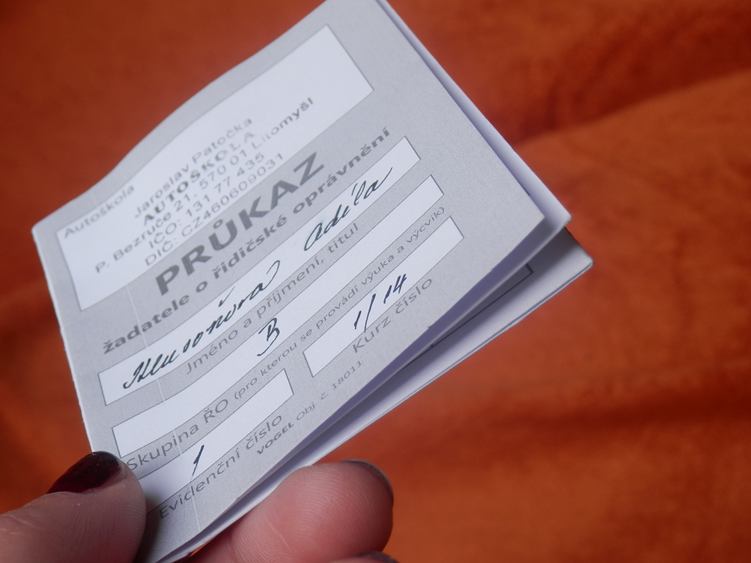 Autoškola
Jaroslav Patočka
AUTOŠKOLA
P. Bezruče 21, 570 01 Litomyšl
IČO: 131 77 435
DIČ: CZ460609031
PRŮKAZ
žadatele o řidičské oprávnění
Adéla
Jméno a příjmení, titul
B
Skupina ŘO (pro kterou se provádí výuka a výcvik)
1 1/14
Evidenční číslo Kurz číslo
VOGEL Obj. č. 18011